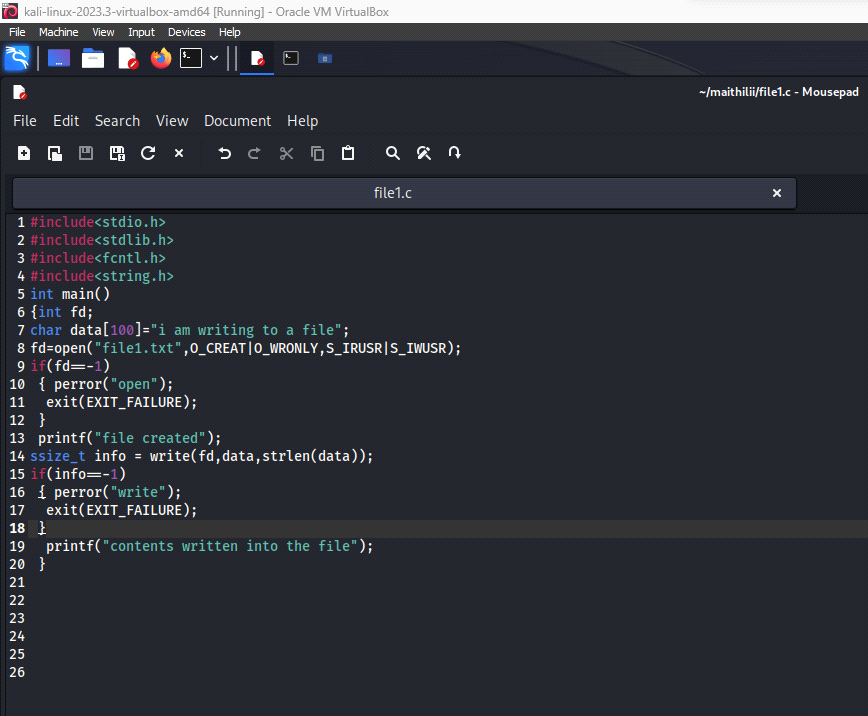 kali-linux-2023.3-virtualbox-amd64 [Running] - Oracle VM VirtualBox
File Machine View Input Devices Help
~/maithilii/file1.c - Mousepad
File Edit Search View Document Help
file1.c
1 #include<stdio.h>
2 #include<stdlib.h>
3 #include<fcntl.h>
4 #include<string.h>
5 int main()
6 {int fd;
7 char data[100]="i am writing to a file";
8 fd=open("file1.txt",O_CREAT|O_WRONLY,S_IRUSR|S_IWUSR);
9 if(fd==-1)
10 { perror("open");
11 exit(EXIT_FAILURE);
12 }
13 printf("file created");
14 ssize_t info = write(fd,data,strlen(data));
15 if(info==-1)
16 { perror("write");
17 exit(EXIT_FAILURE);
18 }
19 printf("contents written into the file");
20 }
21
22
23
24
25
26